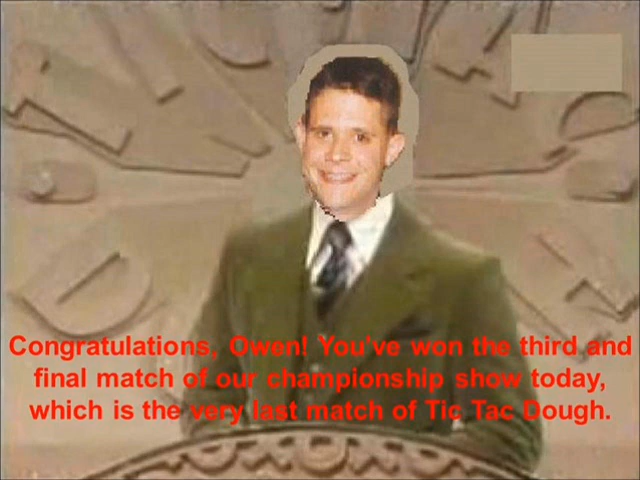 Congratulations, Owen! You've won the third and
final match of our championship show today,
which is the very last match of Tic Tac Dough.